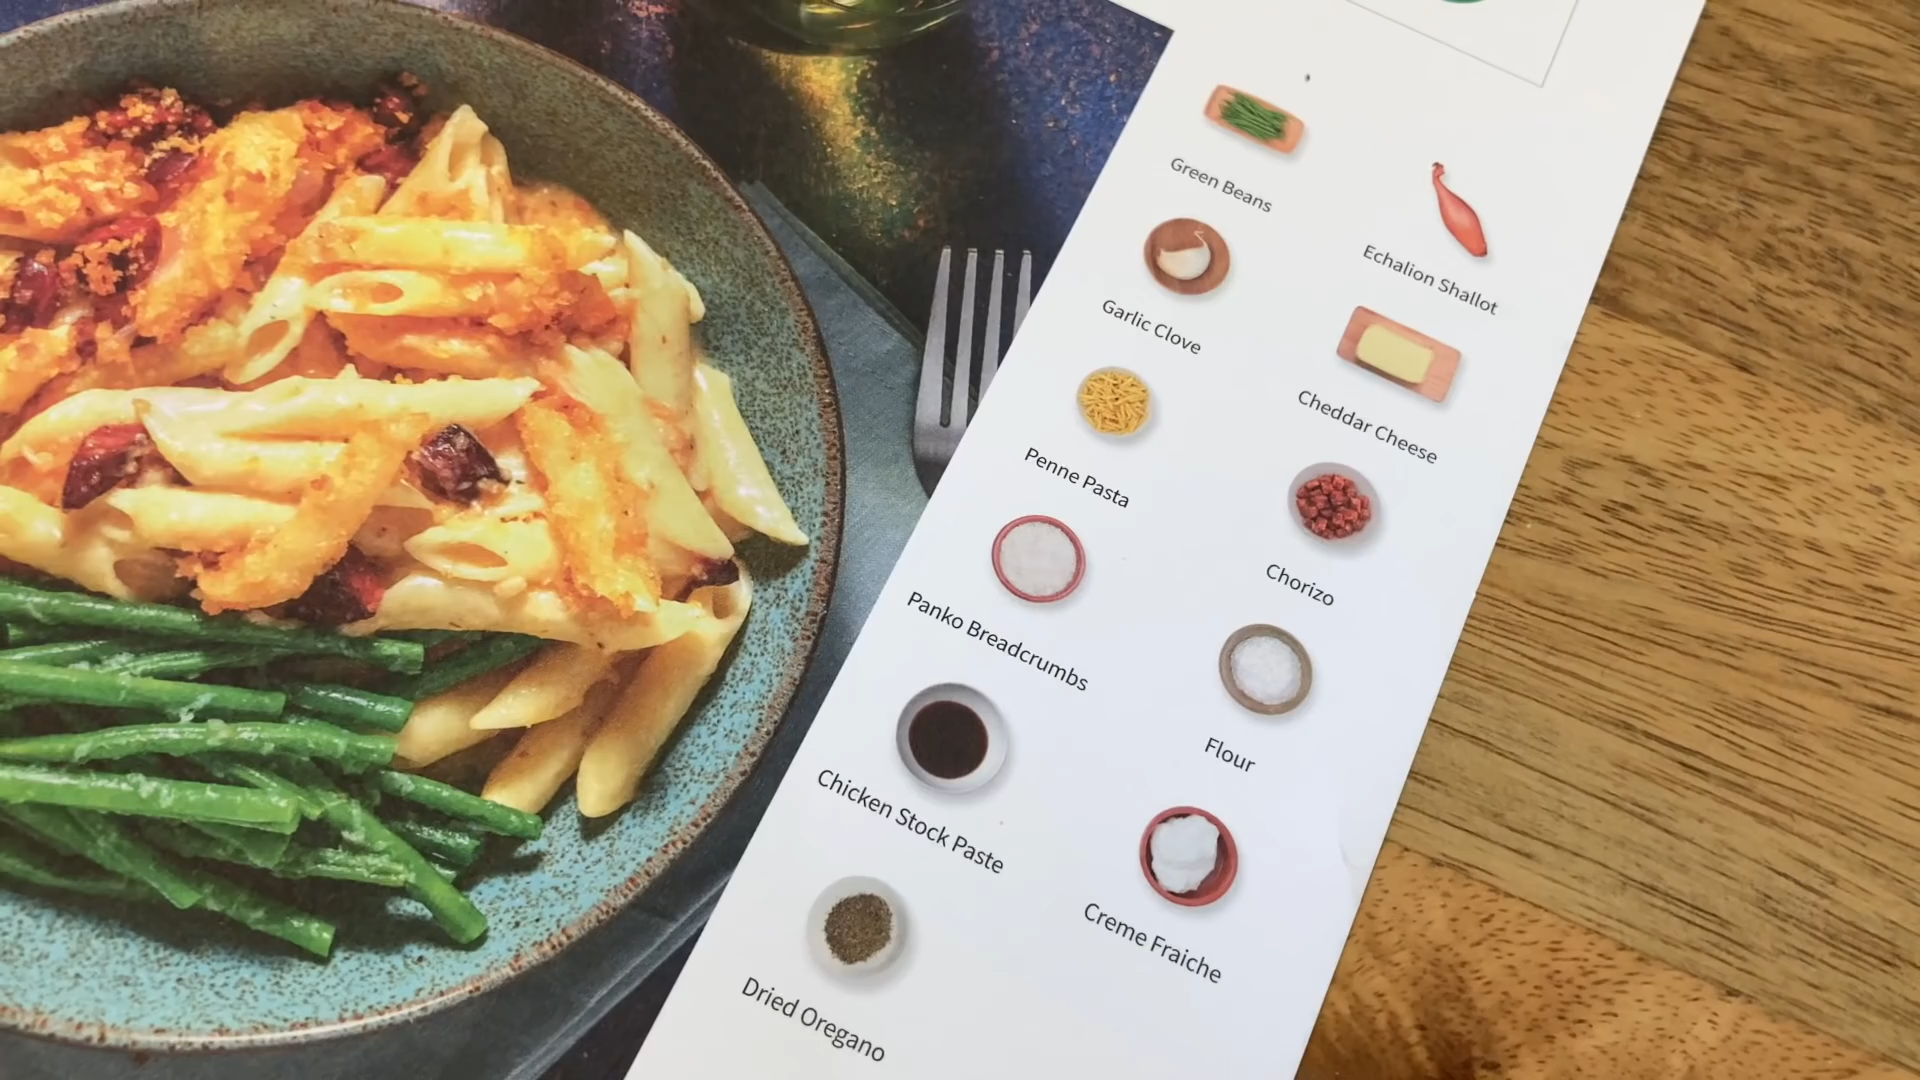 Green Beans
Echalion Shallot
Garlic Clove
Cheddar Cheese
Penne Pasta
Chorizo
Panko Breadcrumbs
Flour
Chicken Stock Paste
Creme Fraiche
Dried Oregano